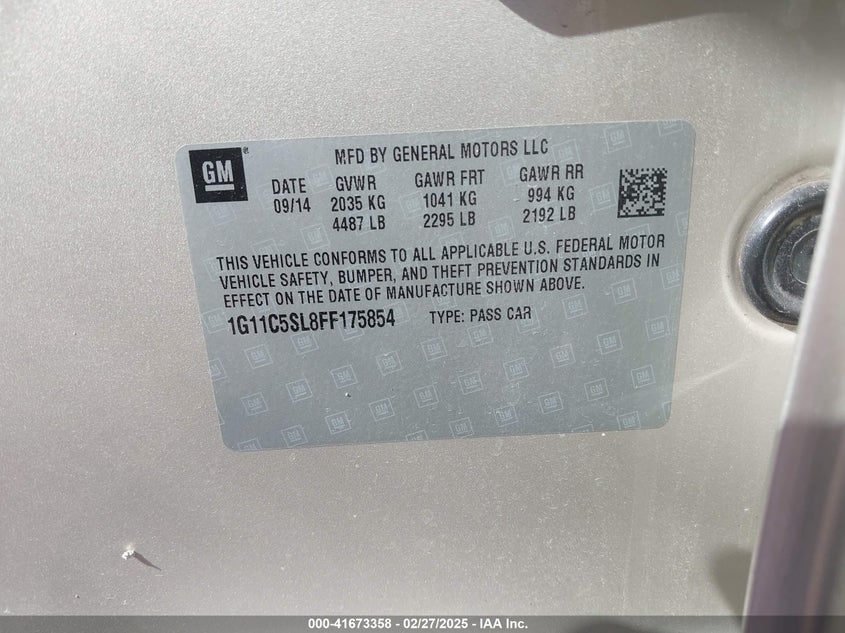 GM ®
MFD BY GENERAL MOTORS LLC
DATE GVWR GAWR FRT GAWR RR
09/14 2035 KG 1041 KG 994 KG
4487 LB 2295 LB 2192 LB
THIS VEHICLE CONFORMS TO ALL APPLICABLE U.S. FEDERAL MOTOR
VEHICLE SAFETY, BUMPER, AND THEFT PREVENTION STANDARDS IN
EFFECT ON THE DATE OF MANUFACTURE SHOWN ABOVE.
1G11C5SL8FF175854 TYPE: PASS CAR
000-41673358 - 02/27/2025 - IAA Inc.